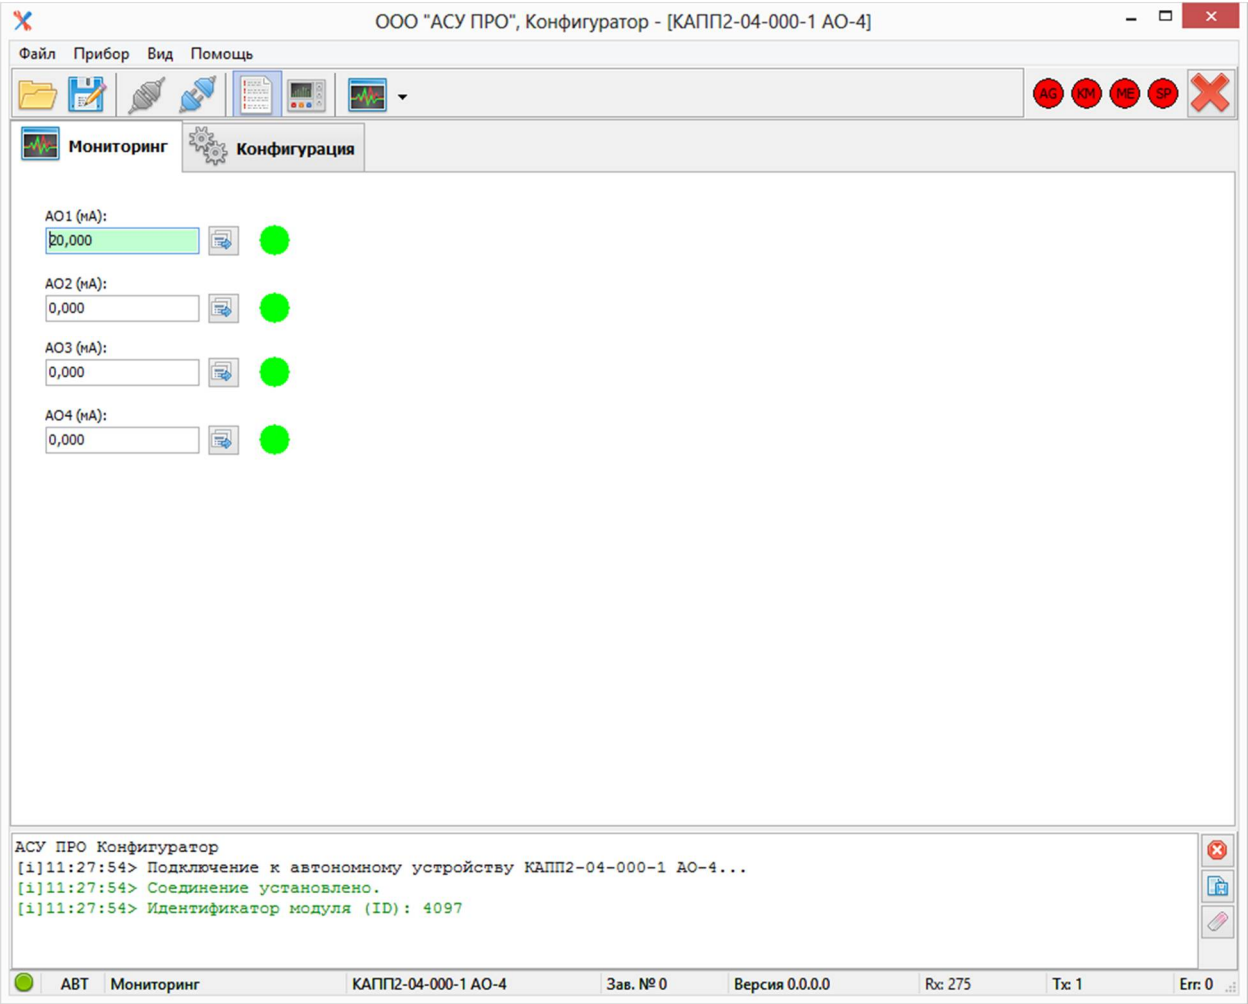 ООО "АСУ ПРО", Конфигуратор - [КАПП2-04-000-1 АО-4]
Файл Прибор Вид Помощь
AG KM ME SP
Мониторинг Конфигурация
АО1 (мА):
20,000
АО2 (мА):
0,000
АО3 (мА):
0,000
АО4 (мА):
0,000
АСУ ПРО Конфигуратор
[i]11:27:54> Подключение к автономному устройству КАПП2-04-000-1 АО-4...
[i]11:27:54> Соединение установлено.
[i]11:27:54> Идентификатор модуля (ID): 4097
АВТ Мониторинг КАПП2-04-000-1 АО-4 Зав. № 0 Версия 0.0.0.0 Rx: 275 Tx: 1 Err: 0